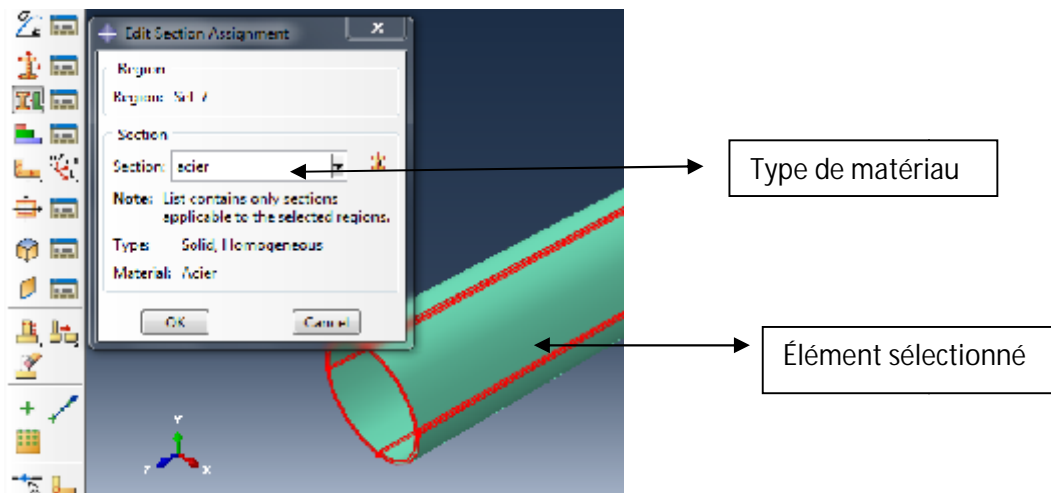 Edit Section Assignment
Region
Region: Set-7
Section
Section: acier
Note: List contains only sections
applicable to the selected regions.
Type: Solid, Homogeneous
Material: Acier
OK Cancel
Type de matériau
Élément sélectionné
Y
Z X